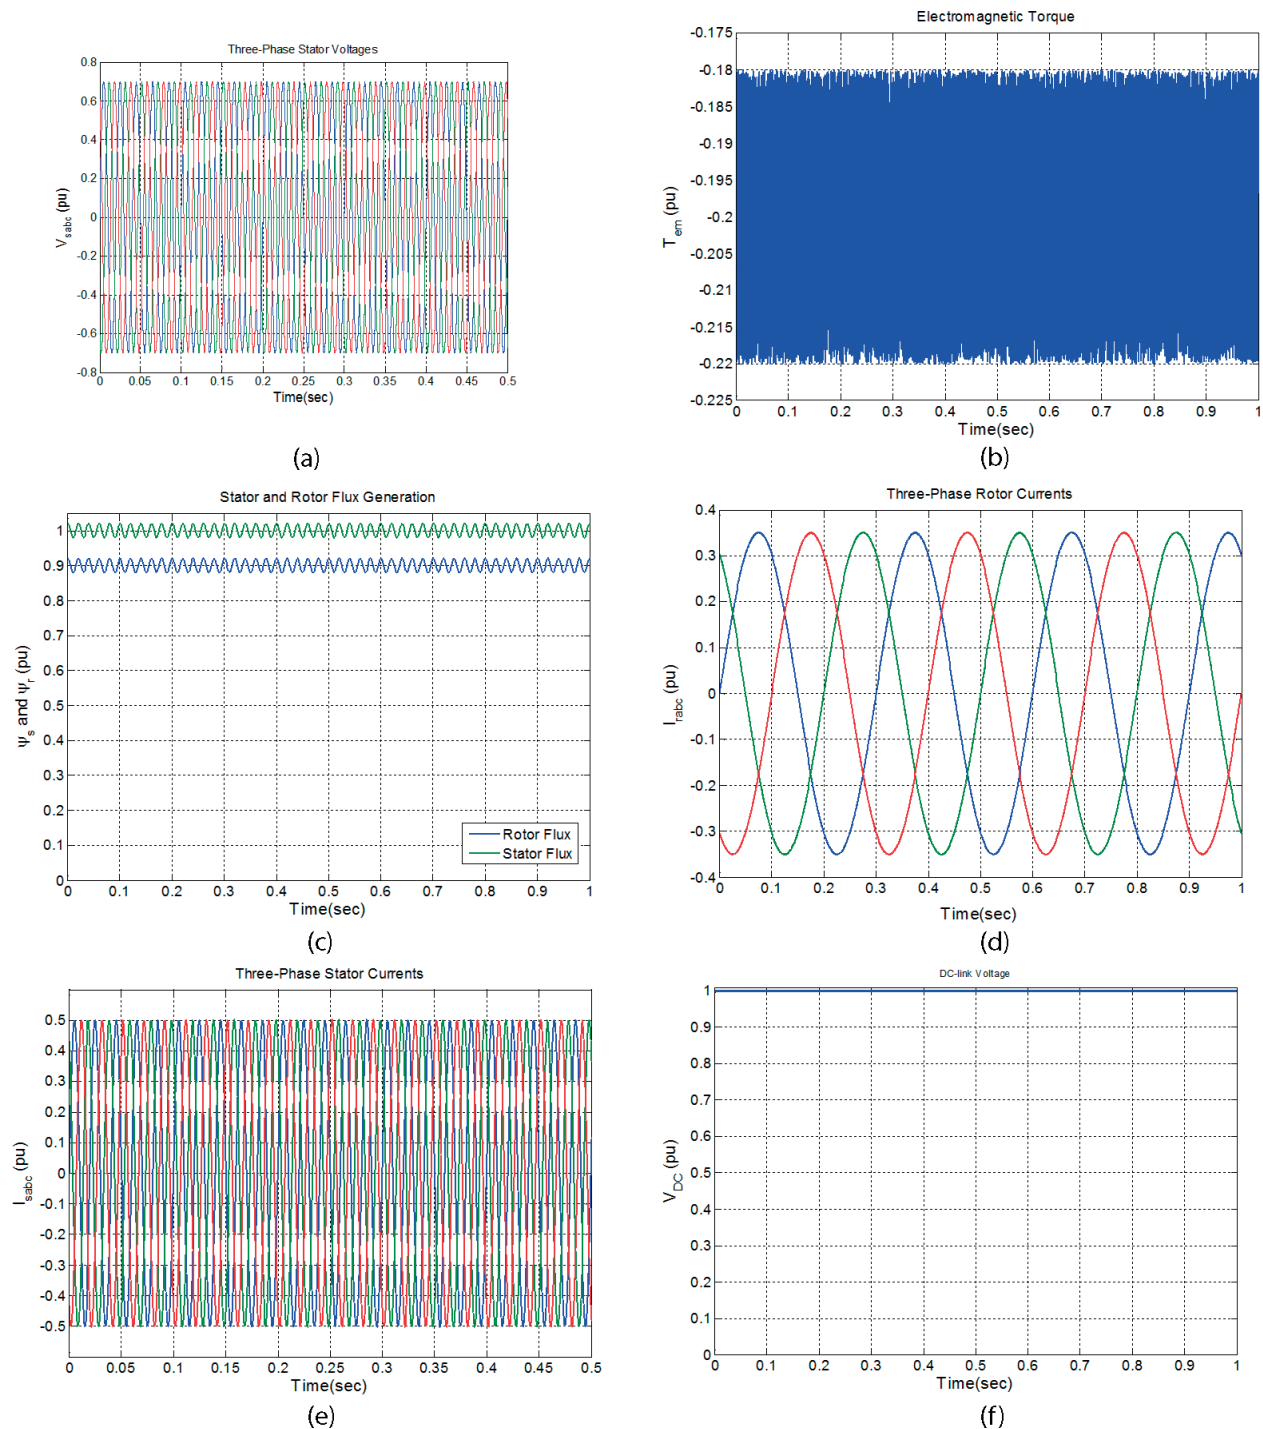 Three-Phase Stator Voltages
0.8
0.6
0.4
0.2
0
-0.2
-0.4
-0.6
-0.8
V_sabc (pu)
0 0.05 0.1 0.15 0.2 0.25 0.3 0.35 0.4 0.45 0.5
Time(sec)
(a)
Electromagnetic Torque
-0.175
-0.18
-0.185
-0.19
-0.195
-0.2
-0.205
-0.21
-0.215
-0.22
-0.225
T_em (pu)
0 0.1 0.2 0.3 0.4 0.5 0.6 0.7 0.8 0.9 1
Time(sec)
(b)
Stator and Rotor Flux Generation
1
0.9
0.9
0.8
0.7
0.6
0.5
0.4
0.3
0.2
0.1
0
Ψ_s and Ψ_r (pu)
Rotor Flux
Stator Flux
0 0.1 0.2 0.3 0.4 0.5 0.6 0.7 0.8 0.9 1
Time(sec)
(c)
Three-Phase Rotor Currents
0.4
0.3
0.2
0.1
0
-0.1
-0.2
-0.3
-0.4
I_rabc (pu)
0 0.1 0.2 0.3 0.4 0.5 0.6 0.7 0.8 0.9 1
Time(sec)
(d)
Three-Phase Stator Currents
0.5
0.4
0.3
0.2
0.1
0
-0.1
-0.2
-0.3
-0.4
-0.5
I_sabc (pu)
0 0.05 0.1 0.15 0.2 0.25 0.3 0.35 0.4 0.45 0.5
Time(sec)
(e)
DC-link Voltage
1
0.9
0.8
0.7
0.6
0.5
0.4
0.3
0.2
0.1
0
V_DC (pu)
0 0.1 0.2 0.3 0.4 0.5 0.6 0.7 0.8 0.9 1
Time(sec)
(f)